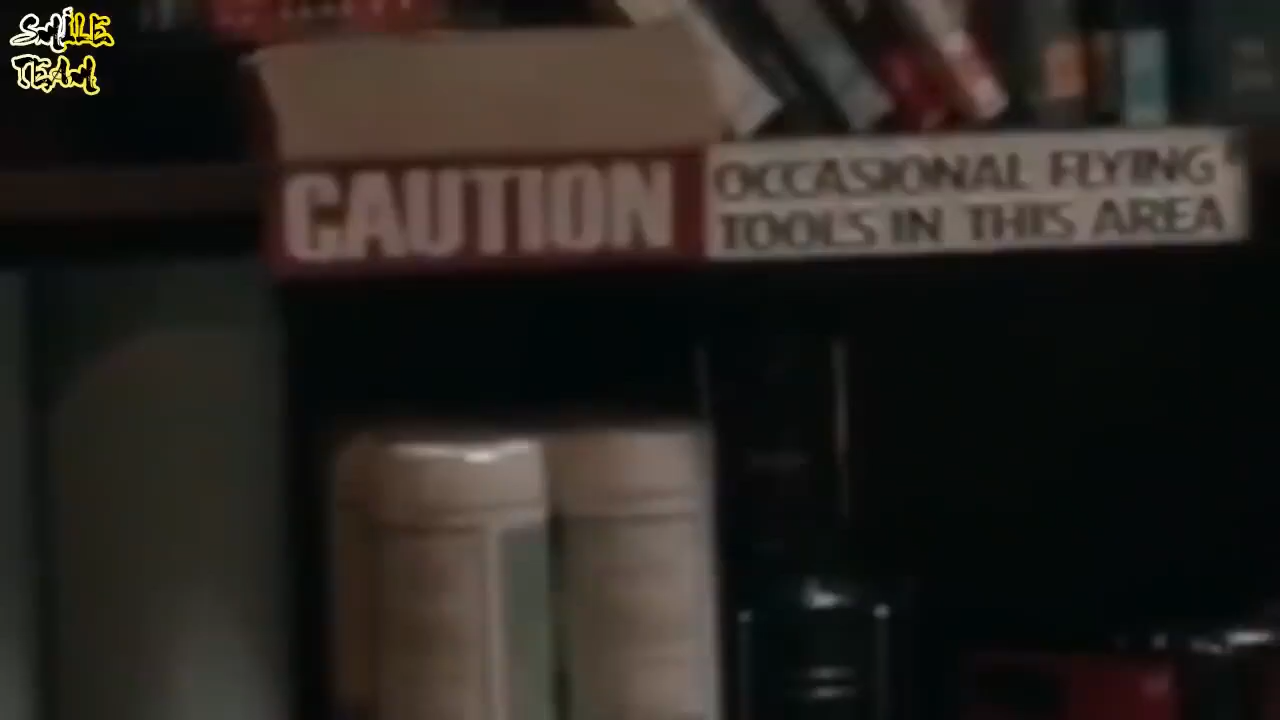 SMiLE
TEAM
CAUTION
OCCASIONAL FLYING
TOOLS IN THIS AREA